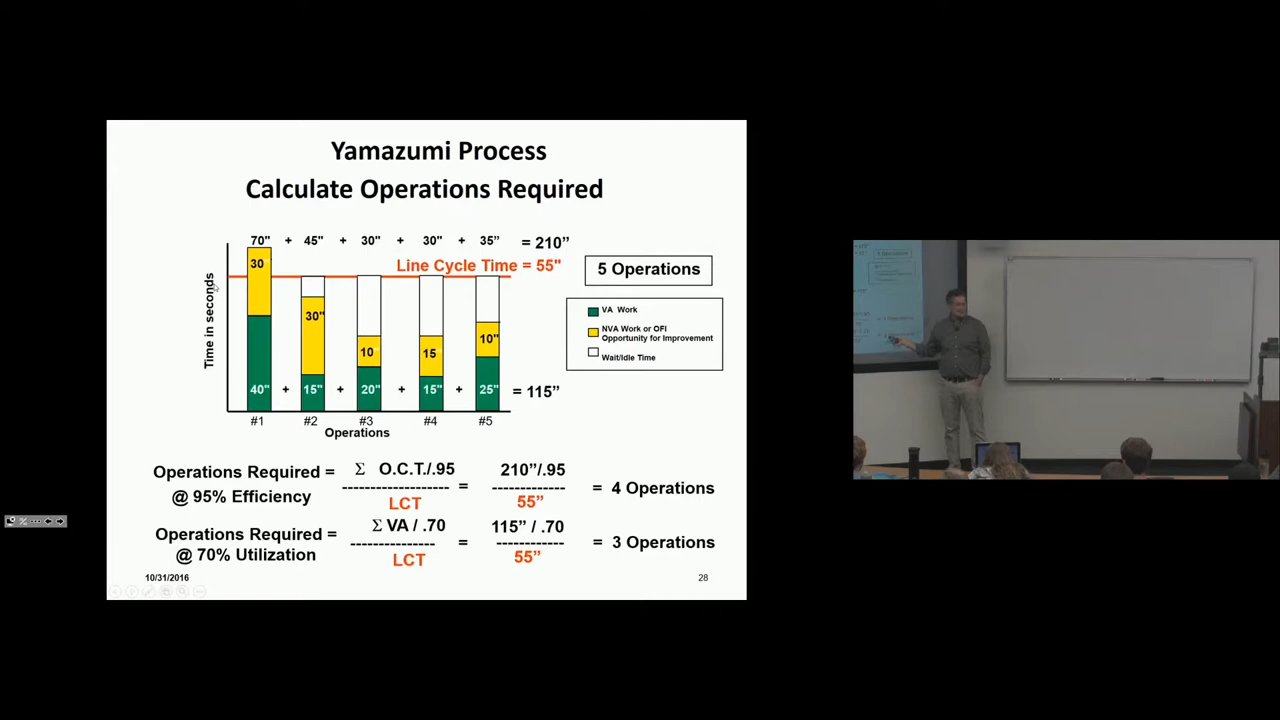 Yamazumi Process
Calculate Operations Required
70" + 45" + 30" + 30" + 35” = 210”
Line Cycle Time = 55"
5 Operations
30
30"
10
15
10"
40" + 15" + 20" + 15" + 25" = 115”
VA Work
NVA Work or OFI
Opportunity for Improvement
Wait/Idle Time
Time in seconds
#1 #2 #3 #4 #5
Operations
Operations Required = Σ O.C.T./.95 = 210”/.95 = 4 Operations
@ 95% Efficiency ------------------- -------------
LCT 55”
Operations Required = Σ VA / .70 = 115” / .70 = 3 Operations
@ 70% Utilization --------------- ------------
LCT 55”
10/31/2016
28